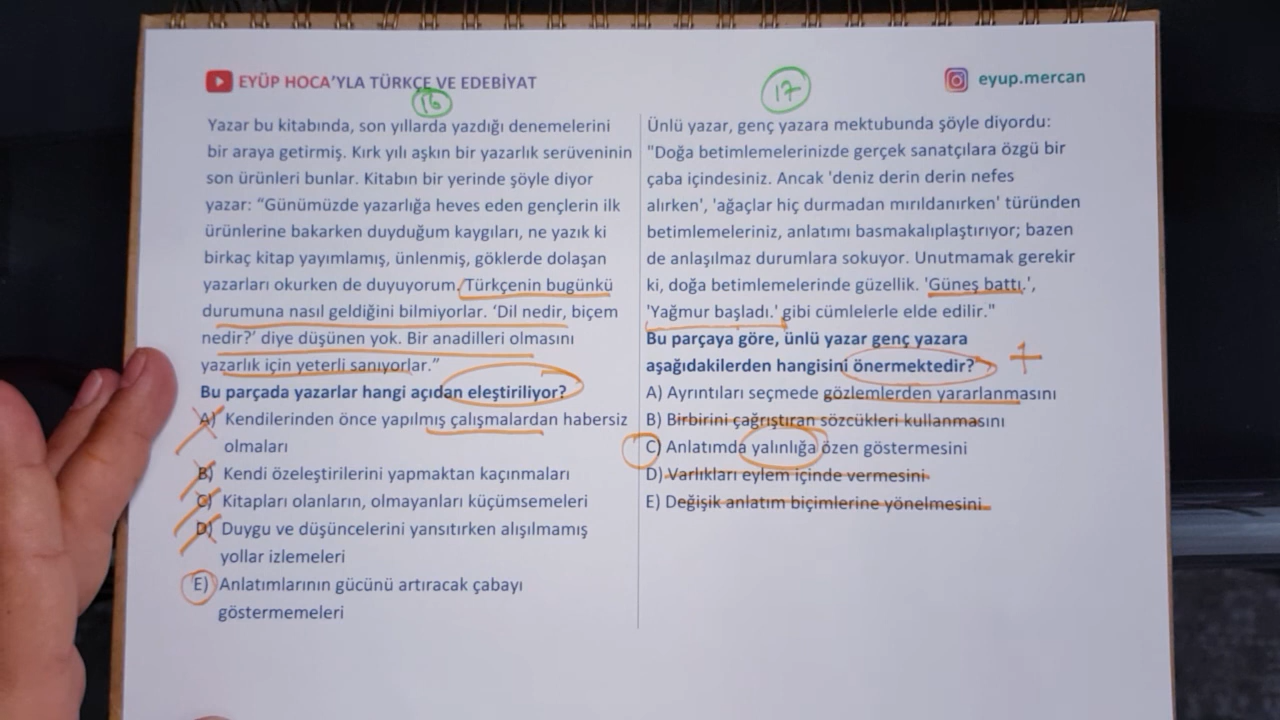 EYÜP HOCA'YLA TÜRKÇE VE EDEBİYAT
eyup.mercan
16
Yazar bu kitabında, son yıllarda yazdığı denemelerini
bir araya getirmiş. Kırk yılı aşkın bir yazarlık serüveninin
son ürünleri bunlar. Kitabın bir yerinde şöyle diyor
yazar: “Günümüzde yazarlığa heves eden gençlerin ilk
ürünlerine bakarken duyduğum kaygıları, ne yazık ki
birkaç kitap yayımlamış, ünlenmiş, göklerde dolaşan
yazarları okurken de duyuyorum. Türkçenin bugünkü
durumuna nasıl geldiğini bilmiyorlar. ‘Dil nedir, biçem
nedir?’ diye düşünen yok. Bir anadilleri olmasını
yazarlık için yeterli sanıyorlar.”
Bu parçada yazarlar hangi açıdan eleştiriliyor?
A) Kendilerinden önce yapılmış çalışmalardan habersiz
olmaları
B) Kendi özeleştirilerini yapmaktan kaçınmaları
C) Kitapları olanların, olmayanları küçümsemeleri
D) Duygu ve düşüncelerini yansıtırken alışılmamış
yollar izlemeleri
E) Anlatımlarının gücünü artıracak çabayı
göstermemeleri
17
Ünlü yazar, genç yazara mektubunda şöyle diyordu:
"Doğa betimlemelerinizde gerçek sanatçılara özgü bir
çaba içindesiniz. Ancak 'deniz derin derin nefes
alırken', 'ağaçlar hiç durmadan mırıldanırken' türünden
betimlemeleriniz, anlatımı basmakalıplaştırıyor; bazen
de anlaşılmaz durumlara sokuyor. Unutmamak gerekir
ki, doğa betimlemelerinde güzellik. 'Güneş battı.',
'Yağmur başladı.' gibi cümlelerle elde edilir."
Bu parçaya göre, ünlü yazar genç yazara
aşağıdakilerden hangisini önermektedir? +
A) Ayrıntıları seçmede gözlemlerden yararlanmasını
B) Birbirini çağrıştıran sözcükleri kullanmasını
C) Anlatımda yalınlığa özen göstermesini
D) Varlıkları eylem içinde vermesini
E) Değişik anlatım biçimlerine yönelmesini